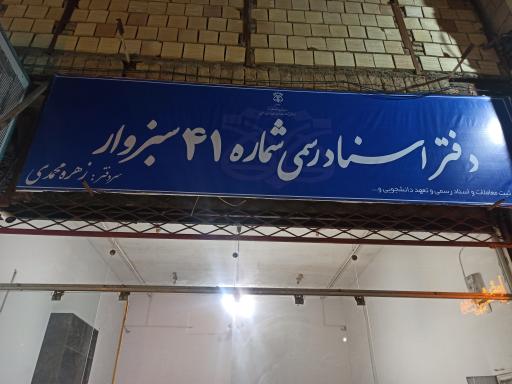 دفتر اسناد رسمی شماره ۴۱ سبزوار
سردفتر: زهره محمدی
ثبت معاملات و اسناد رسمی و تعهد دانشجویی و...